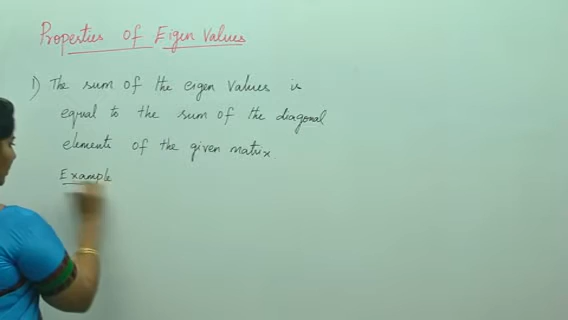 Properties of Eigen Values
1) The sum of the eigen values is
equal to the sum of the diagonal
elements of the given matrix.
Example